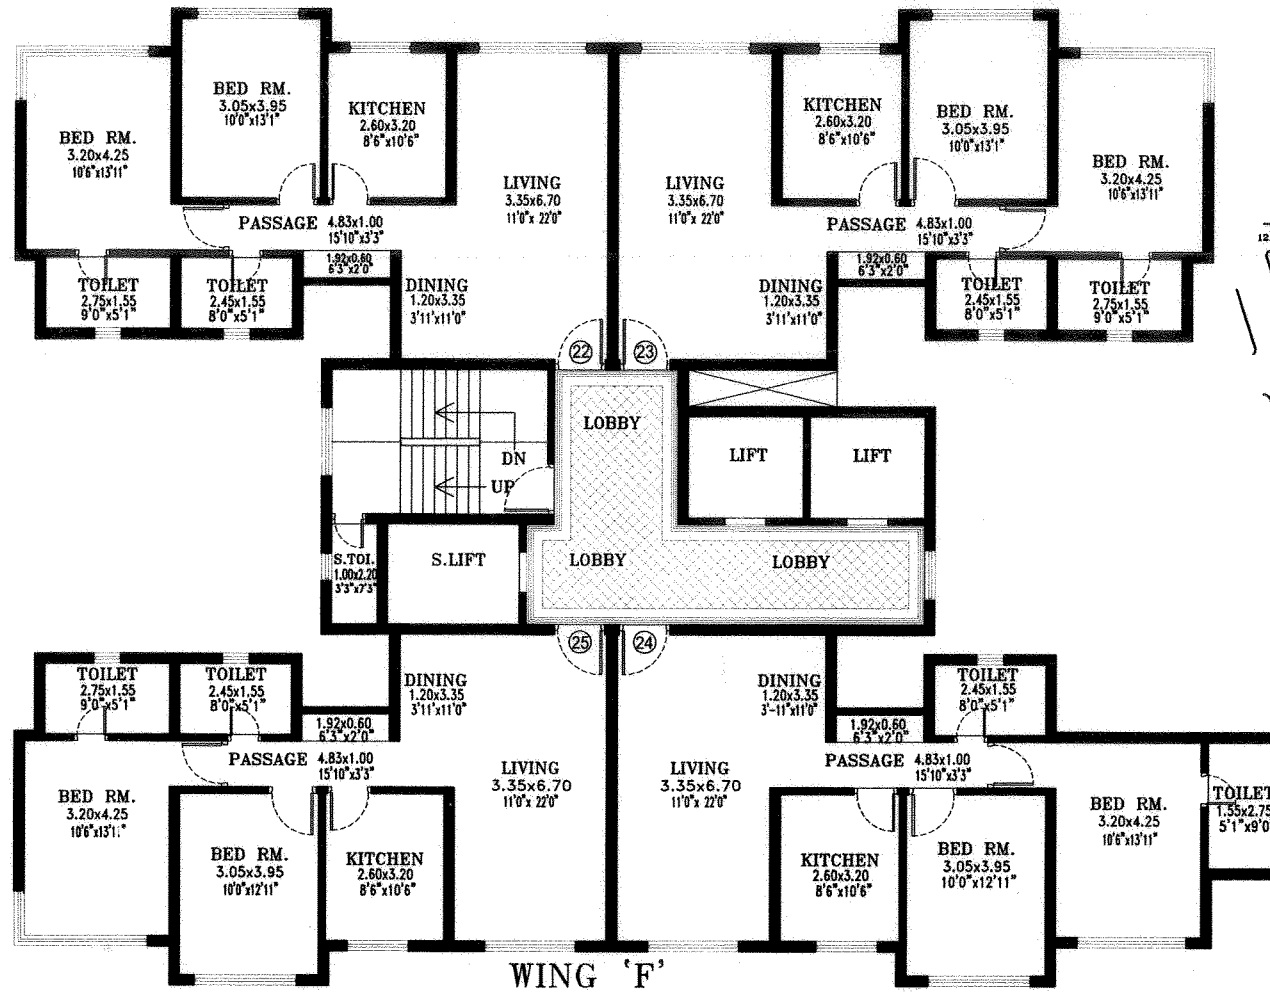 BED RM.
3.05x3.95
10'0"x13'1"
BED RM.
3.20x4.25
10'6"x13'11"
KITCHEN
2.60x3.20
8'6"x10'6"
LIVING
3.35x6.70
11'0"x 22'0"
PASSAGE 4.83x1.00
15'10"x3'3"
1.92x0.60
6'3"x2'0"
TOILET
2.75x1.55
9'0"x5'1"
TOILET
2.45x1.55
8'0"x5'1"
DINING
1.20x3.35
3'11"x11'0"
22
LIVING
3.35x6.70
11'0"x 22'0"
KITCHEN
2.60x3.20
8'6"x10'6"
BED RM.
3.05x3.95
10'0"x13'1"
BED RM.
3.20x4.25
10'6"x13'11"
PASSAGE 4.83x1.00
15'10"x3'3"
1.92x0.60
6'3"x2'0"
DINING
1.20x3.35
3'11"x11'0"
TOILET
2.45x1.55
8'0"x5'1"
TOILET
2.75x1.55
9'0"x5'1"
23
12
LOBBY
LIFT
LIFT
DN
UP
S.TOI.
1.00x2.20
3'3"x7'3"
S.LIFT
LOBBY
LOBBY
25
24
TOILET
2.75x1.55
9'0"x5'1"
TOILET
2.45x1.55
8'0"x5'1"
DINING
1.20x3.35
3'11"x11'0"
1.92x0.60
6'3"x2'0"
PASSAGE 4.83x1.00
15'10"x3'3"
BED RM.
3.20x4.25
BED RM.
3.05x3.95
10'0"x12'11"
KITCHEN
2.60x3.20
8'6"x10'6"
LIVING
3.35x6.70
11'0"x 22'0"
DINING
1.20x3.35
3'-11"x11'0"
1.92x0.60
6'3"x2'0"
TOILET
2.45x1.55
8'0"x5'1"
PASSAGE 4.83x1.00
15'10"x3'3"
LIVING
3.35x6.70
11'0"x 22'0"
KITCHEN
2.60x3.20
8'6"x10'6"
BED RM.
3.05x3.95
10'0"x12'11"
BED RM.
3.20x4.25
10'6"x13'11"
TOILET
1.55x2.75
5'1"x9'0
WING 'F'